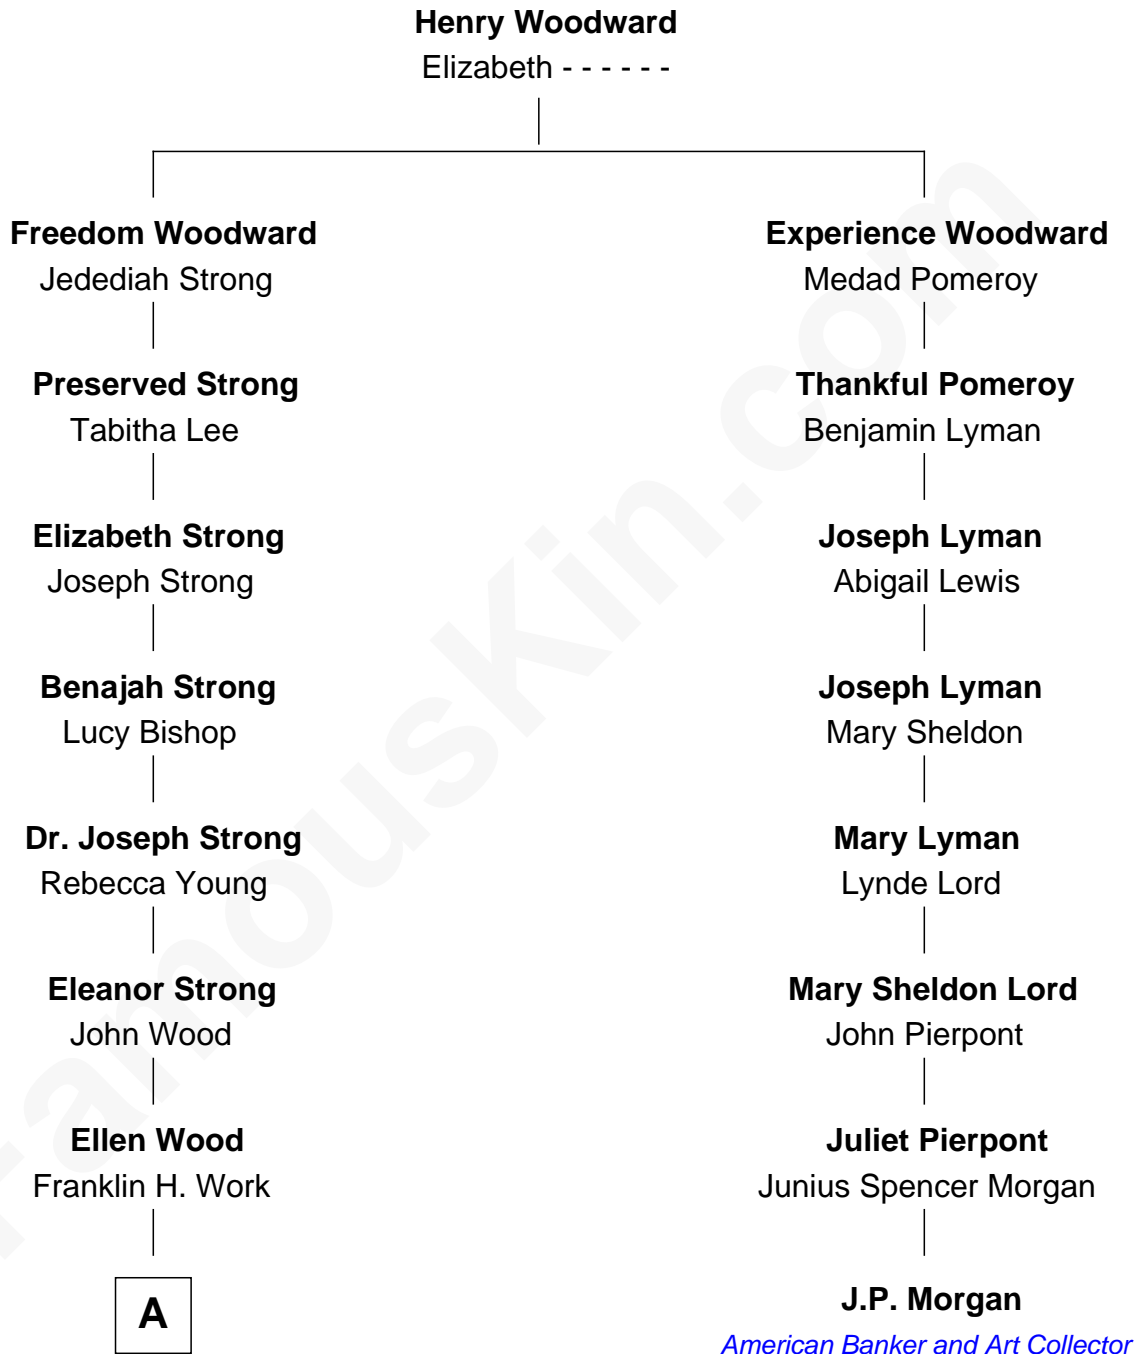 Henry Woodward
Elizabeth - - - - - -
Freedom Woodward
Jedediah Strong
Experience Woodward
Medad Pomeroy
Preserved Strong
Tabitha Lee
Thankful Pomeroy
Benjamin Lyman
Elizabeth Strong
Joseph Strong
Joseph Lyman
Abigail Lewis
Benajah Strong
Lucy Bishop
Joseph Lyman
Mary Sheldon
Dr. Joseph Strong
Rebecca Young
Mary Lyman
Lynde Lord
Eleanor Strong
John Wood
Mary Sheldon Lord
John Pierpont
Ellen Wood
Franklin H. Work
Juliet Pierpont
Junius Spencer Morgan
A
J.P. Morgan
American Banker and Art Collector
FamousKin.com